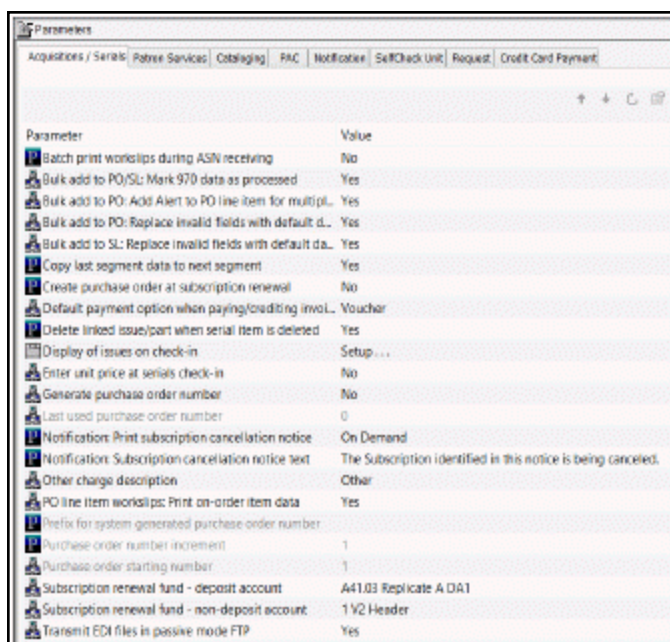 Parameters
Acquisitions / Serials Patron Services Cataloging PAC Notification SelfCheck Unit Request Credit Card Payment
Parameter Value
Batch print workslips during ASN receiving No
Bulk add to PO/SL: Mark 970 data as processed Yes
Bulk add to PO: Add Alert to PO line item for multipl... Yes
Bulk add to PO: Replace invalid fields with default d... Yes
Bulk add to SL: Replace invalid fields with default da... Yes
Copy last segment data to next segment Yes
Create purchase order at subscription renewal No
Default payment option when paying/crediting invoi... Voucher
Delete linked issue/part when serial item is deleted Yes
Display of issues on check-in Setup...
Enter unit price at serials check-in No
Generate purchase order number No
Last used purchase order number 0
Notification: Print subscription cancellation notice On Demand
Notification: Subscription cancellation notice text The Subscription identified in this notice is being canceled.
Other charge description Other
PO line item workslips: Print on-order item data Yes
Prefix for system generated purchase order number
Purchase order number increment 1
Purchase order starting number 1
Subscription renewal fund - deposit account A41.03 Replicate A DA1
Subscription renewal fund - non-deposit account 1 V2 Header
Transmit EDI files in passive mode FTP Yes